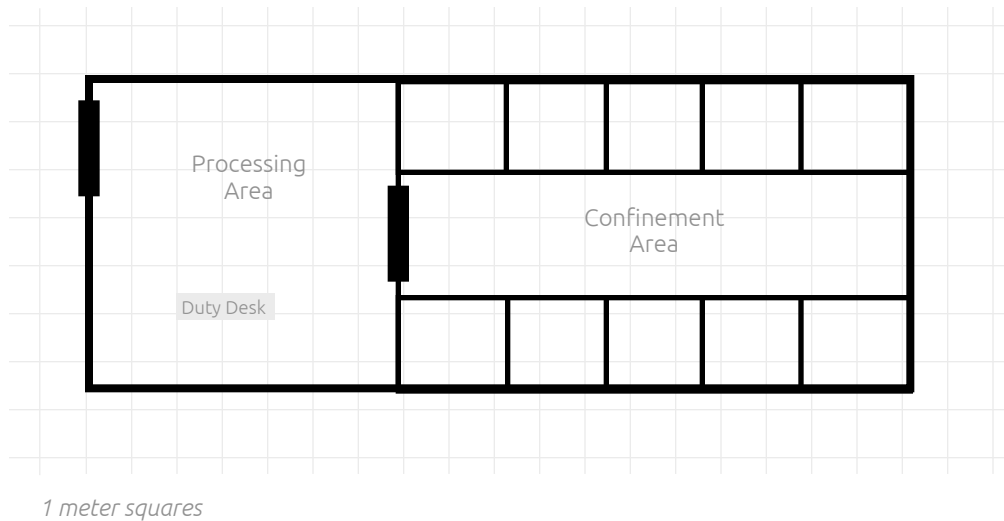 Processing
Area
Confinement
Area
Duty Desk
1 meter squares